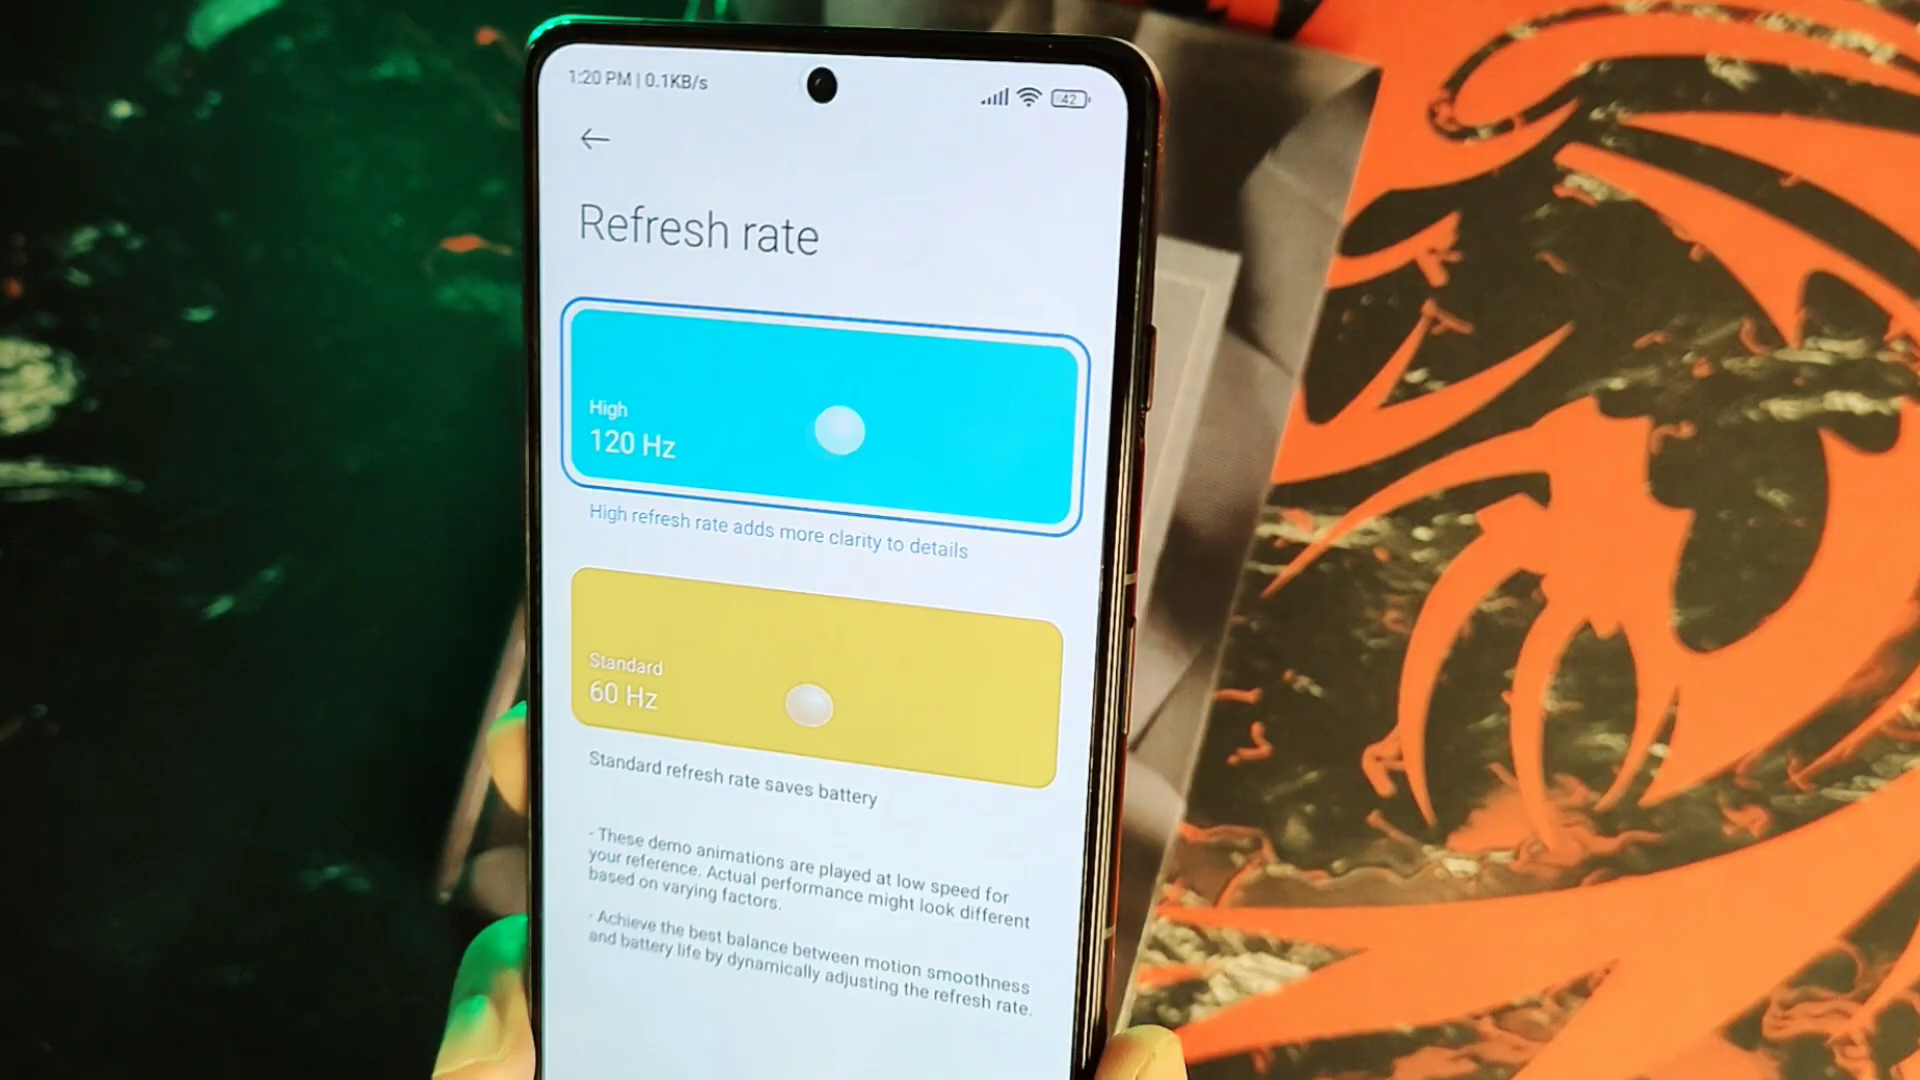 1:20 PM | 0.1KB/s
42
Refresh rate
High
120 Hz
High refresh rate adds more clarity to details
Standard
60 Hz
Standard refresh rate saves battery
- These demo animations are played at low speed for
your reference. Actual performance might look different
based on varying factors.
- Achieve the best balance between motion smoothness
and battery life by dynamically adjusting the refresh rate.